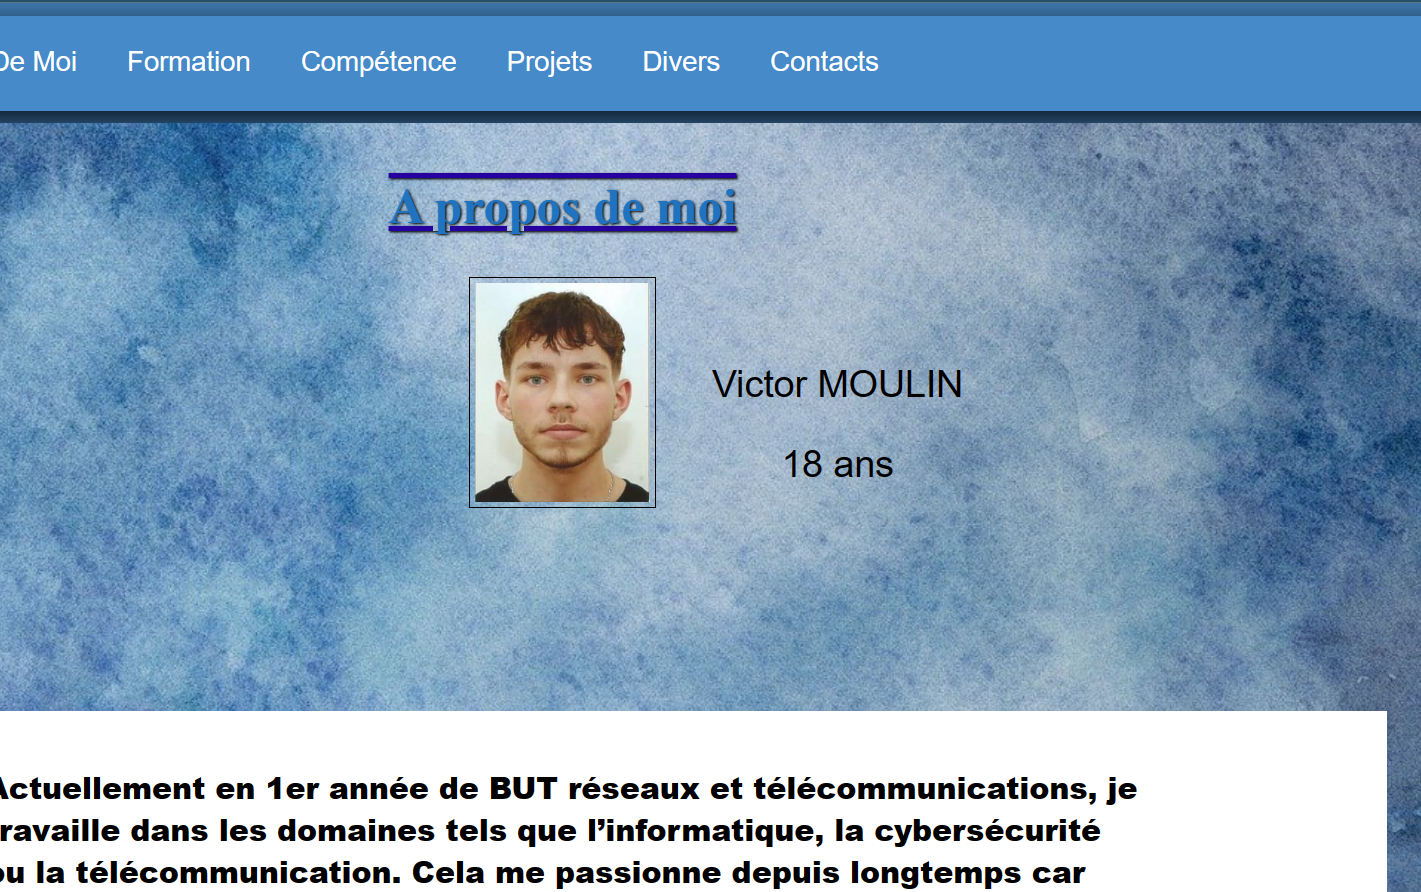 De Moi Formation Compétence Projets Divers Contacts
A propos de moi
Victor MOULIN
18 ans
Actuellement en 1er année de BUT réseaux et télécommunications, je
ravaille dans les domaines tels que l’informatique, la cybersécurité
ou la télécommunication. Cela me passionne depuis longtemps car